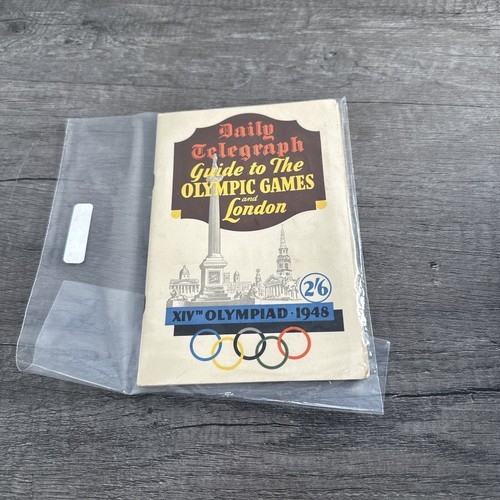 Daily
Telegraph
Guide to The
OLYMPIC GAMES
and
London
2/6
XIVTH OLYMPIAD · 1948